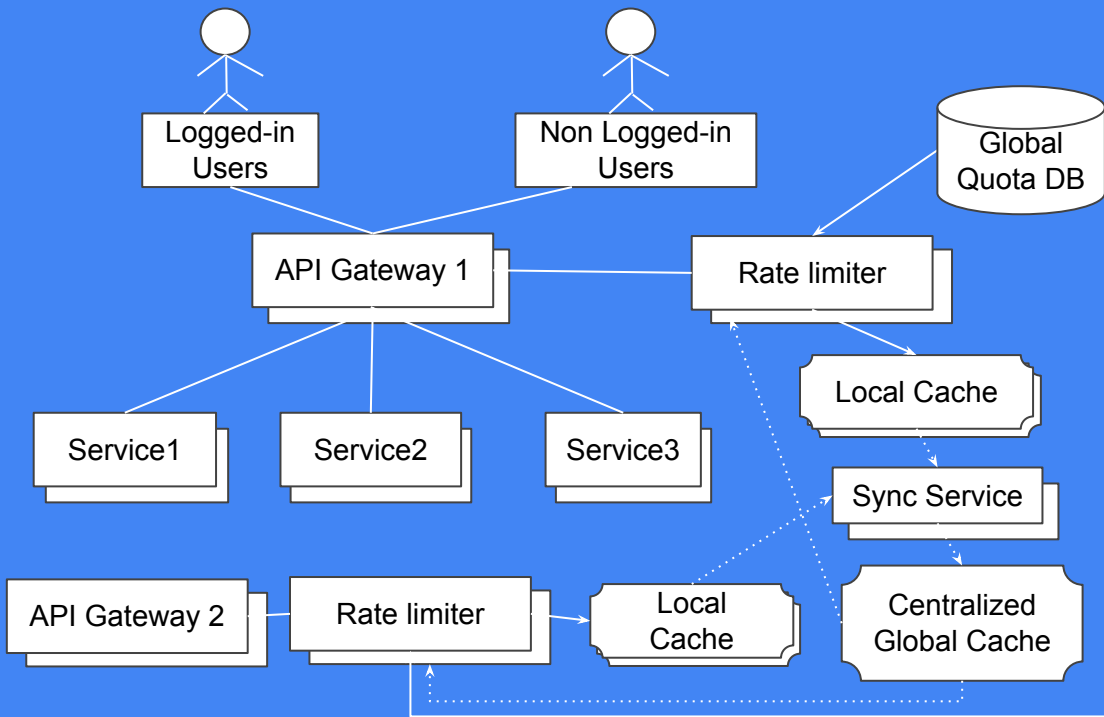 Logged-in
Users
Non Logged-in
Users
Global
Quota DB
API Gateway 1
Rate limiter
Local Cache
Service1
Service2
Service3
Sync Service
API Gateway 2
Rate limiter
Local
Cache
Centralized
Global Cache